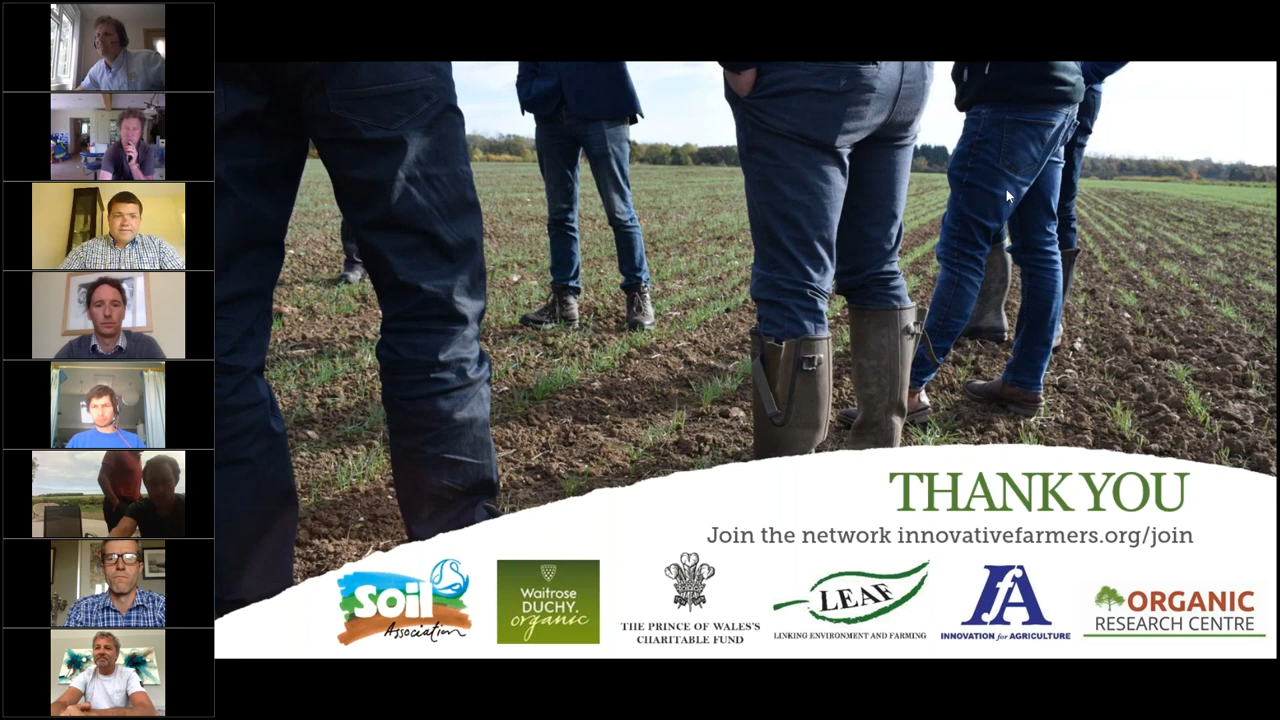 THANK YOU
Join the network innovativefarmers.org/join
soil
Association
Waitrose
DUCHY.
organic
THE PRINCE OF WALES'S
CHARITABLE FUND
LEAF
LINKING ENVIRONMENT AND FARMING
fA
INNOVATION for AGRICULTURE
ORGANIC
RESEARCH CENTRE